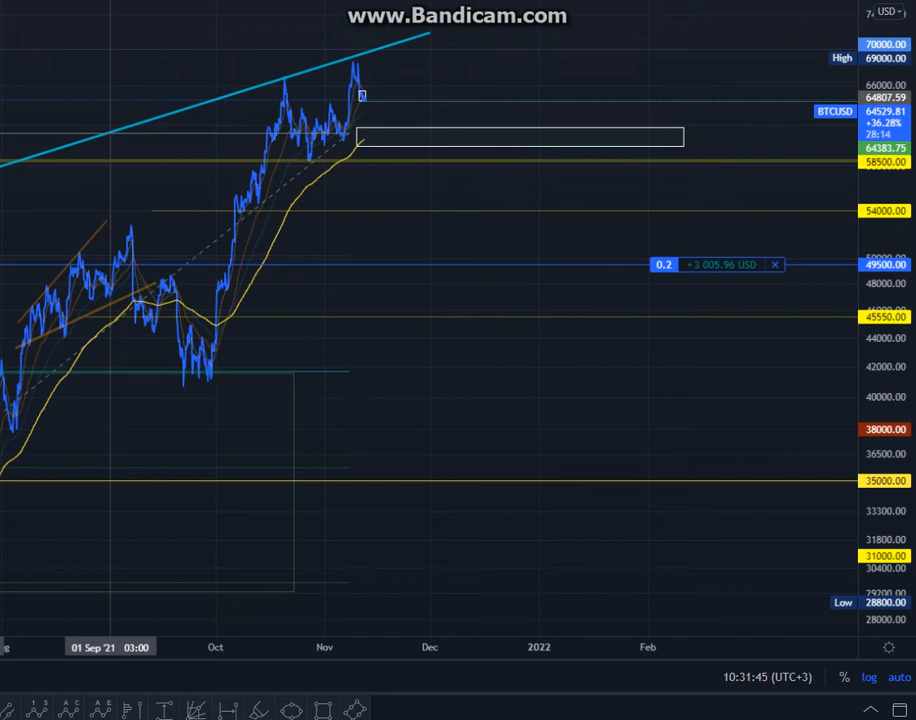 www.Bandicam.com
USD
70000.00
High 69000.00
66000.00
64807.59
BTCUSD 64529.81
+36.28%
28:14
64383.75
58500.00
54000.00
0.2 +3 005.96 USD × 49500.00
48000.00
45550.00
44000.00
42000.00
40000.00
38000.00
36500.00
35000.00
33300.00
31800.00
31000.00
30400.00
29200.00
Low 28800.00
28000.00
01 Sep '21 03:00 Oct Nov Dec 2022 Feb
10:31:45 (UTC+3) % log auto